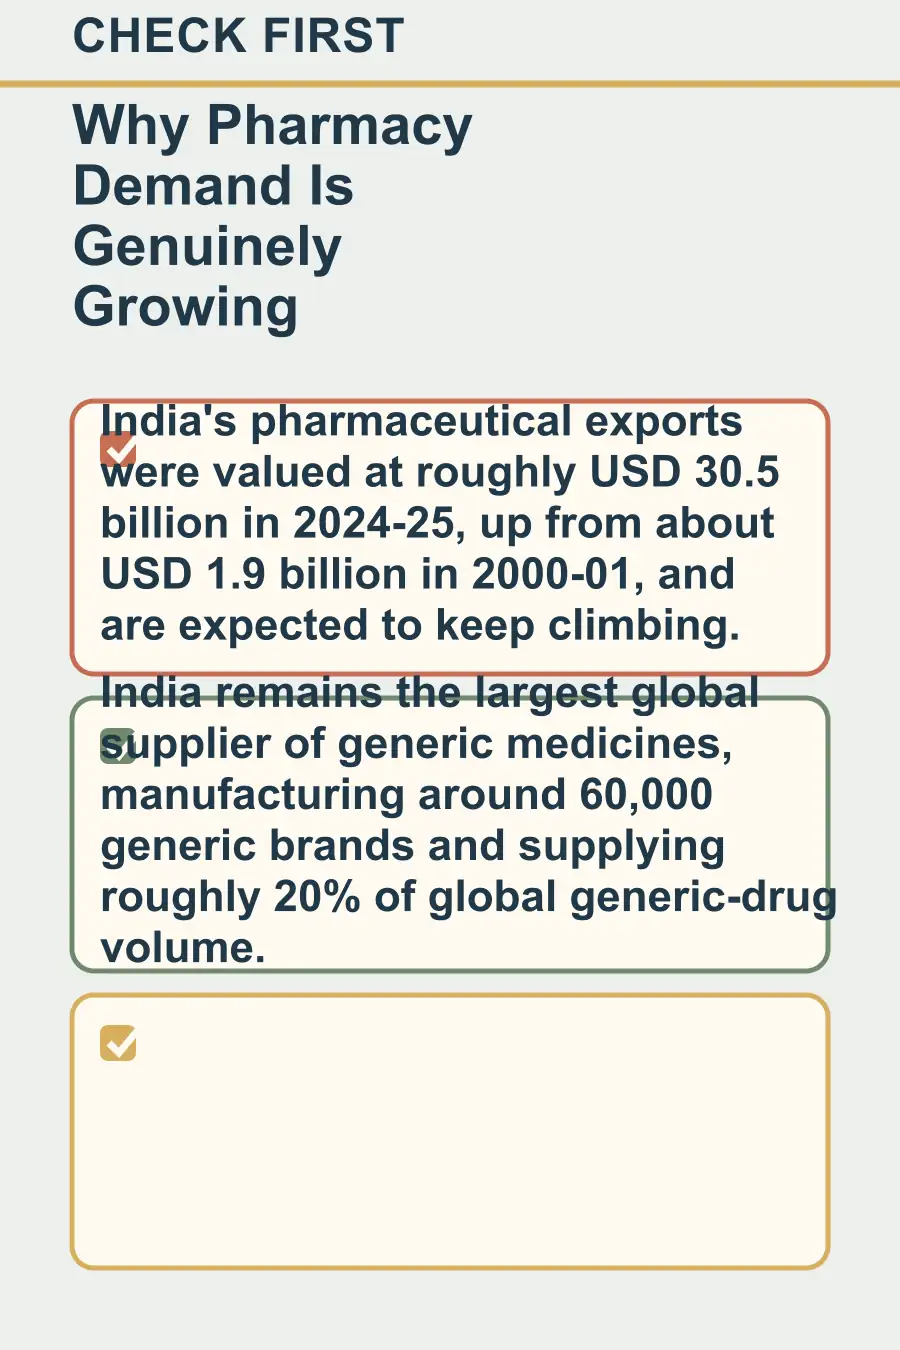 CHECK FIRST
Why Pharmacy
Demand Is
Genuinely
Growing
India's pharmaceutical exports
were valued at roughly USD 30.5
billion in 2024-25, up from about
USD 1.9 billion in 2000-01, and
are expected to keep climbing.
India remains the largest global
supplier of generic medicines,
manufacturing around 60,000
generic brands and supplying
roughly 20% of global generic-drug
volume.